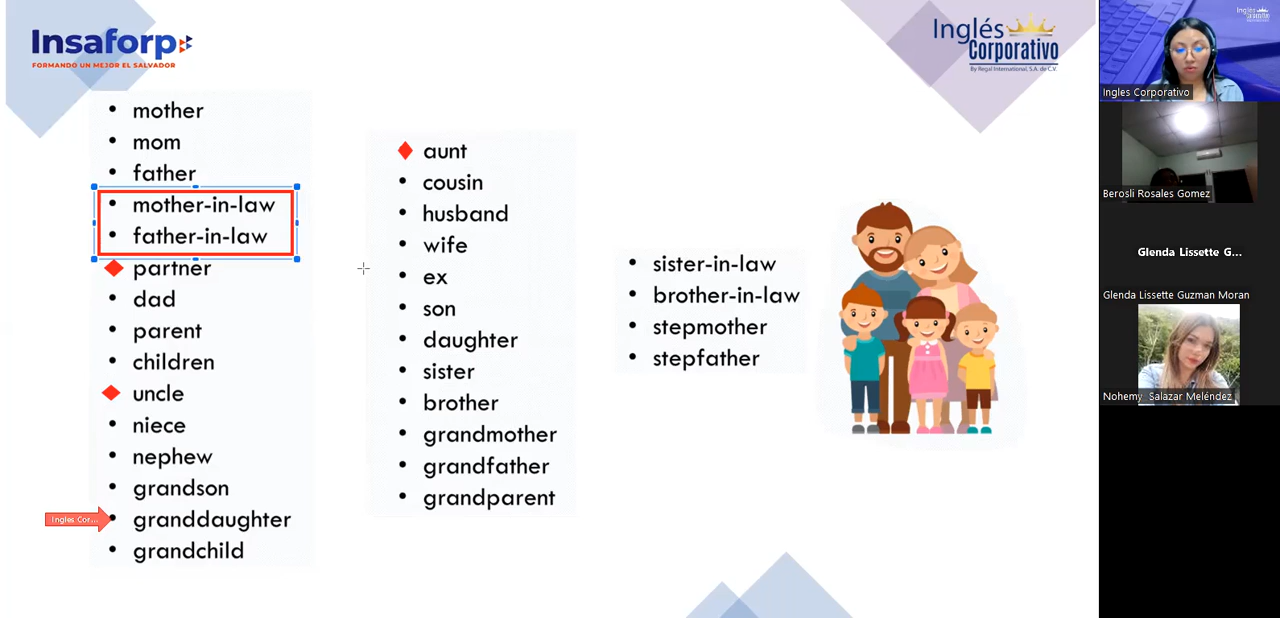 Insaforp
FORMANDO UN MEJOR EL SALVADOR
Inglés
Corporativo
By Regal International, S.A. de C.V.
• mother
• mom
• father
• mother-in-law
• father-in-law
partner
• dad
• parent
• children
uncle
• niece
• nephew
• grandson
Ingles Cor...
• granddaughter
• grandchild
aunt
• cousin
• husband
• wife
• ex
• son
• daughter
• sister
• brother
• grandmother
• grandfather
• grandparent
• sister-in-law
• brother-in-law
• stepmother
• stepfather
Inglés
Ingles Corporativo
Berosli Rosales Gomez
Glenda Lissette G...
Glenda Lissette Guzman Moran
Nohemy Salazar Meléndez